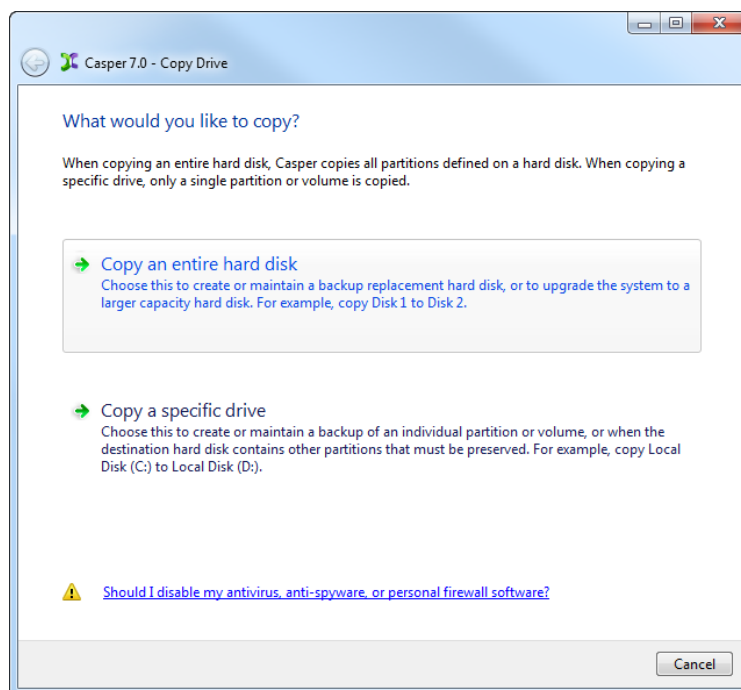 Casper 7.0 - Copy Drive
What would you like to copy?
When copying an entire hard disk, Casper copies all partitions defined on a hard disk. When copying a
specific drive, only a single partition or volume is copied.
Copy an entire hard disk
Choose this to create or maintain a backup replacement hard disk, or to upgrade the system to a
larger capacity hard disk. For example, copy Disk 1 to Disk 2.
Copy a specific drive
Choose this to create or maintain a backup of an individual partition or volume, or when the
destination hard disk contains other partitions that must be preserved. For example, copy Local
Disk (C:) to Local Disk (D:).
Should I disable my antivirus, anti-spyware, or personal firewall software?
Cancel